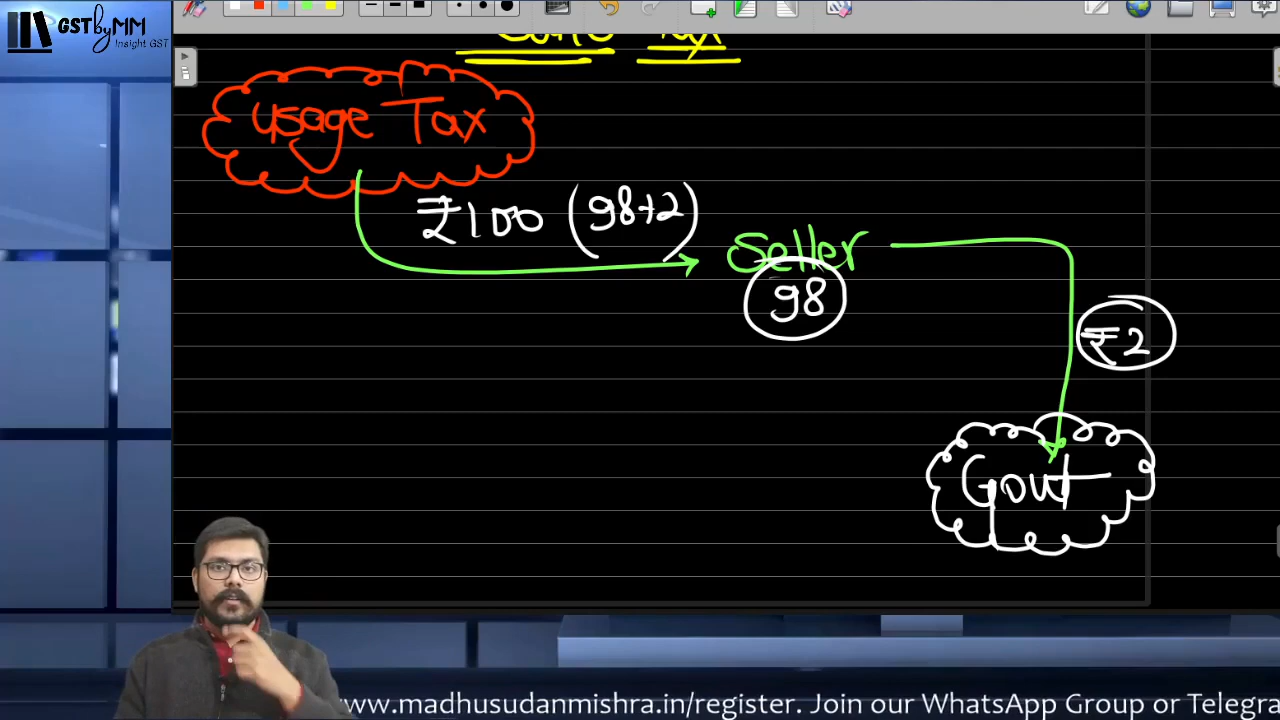 GSTbyMM
Insight GST
Tax
Usage Tax
₹100 (98+2)
Seller
98
₹2
Govt
www.madhusudanmishra.in/register. Join our WhatsApp Group or Telegra